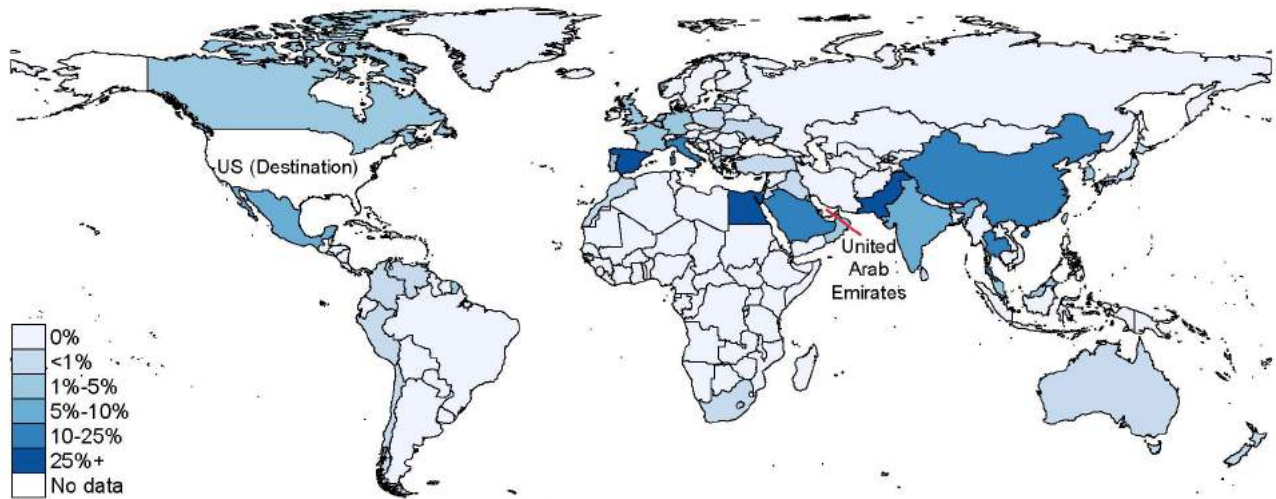 US (Destination)
United
Arab
Emirates
0%
<1%
1%-5%
5%-10%
10-25%
25%+
No data